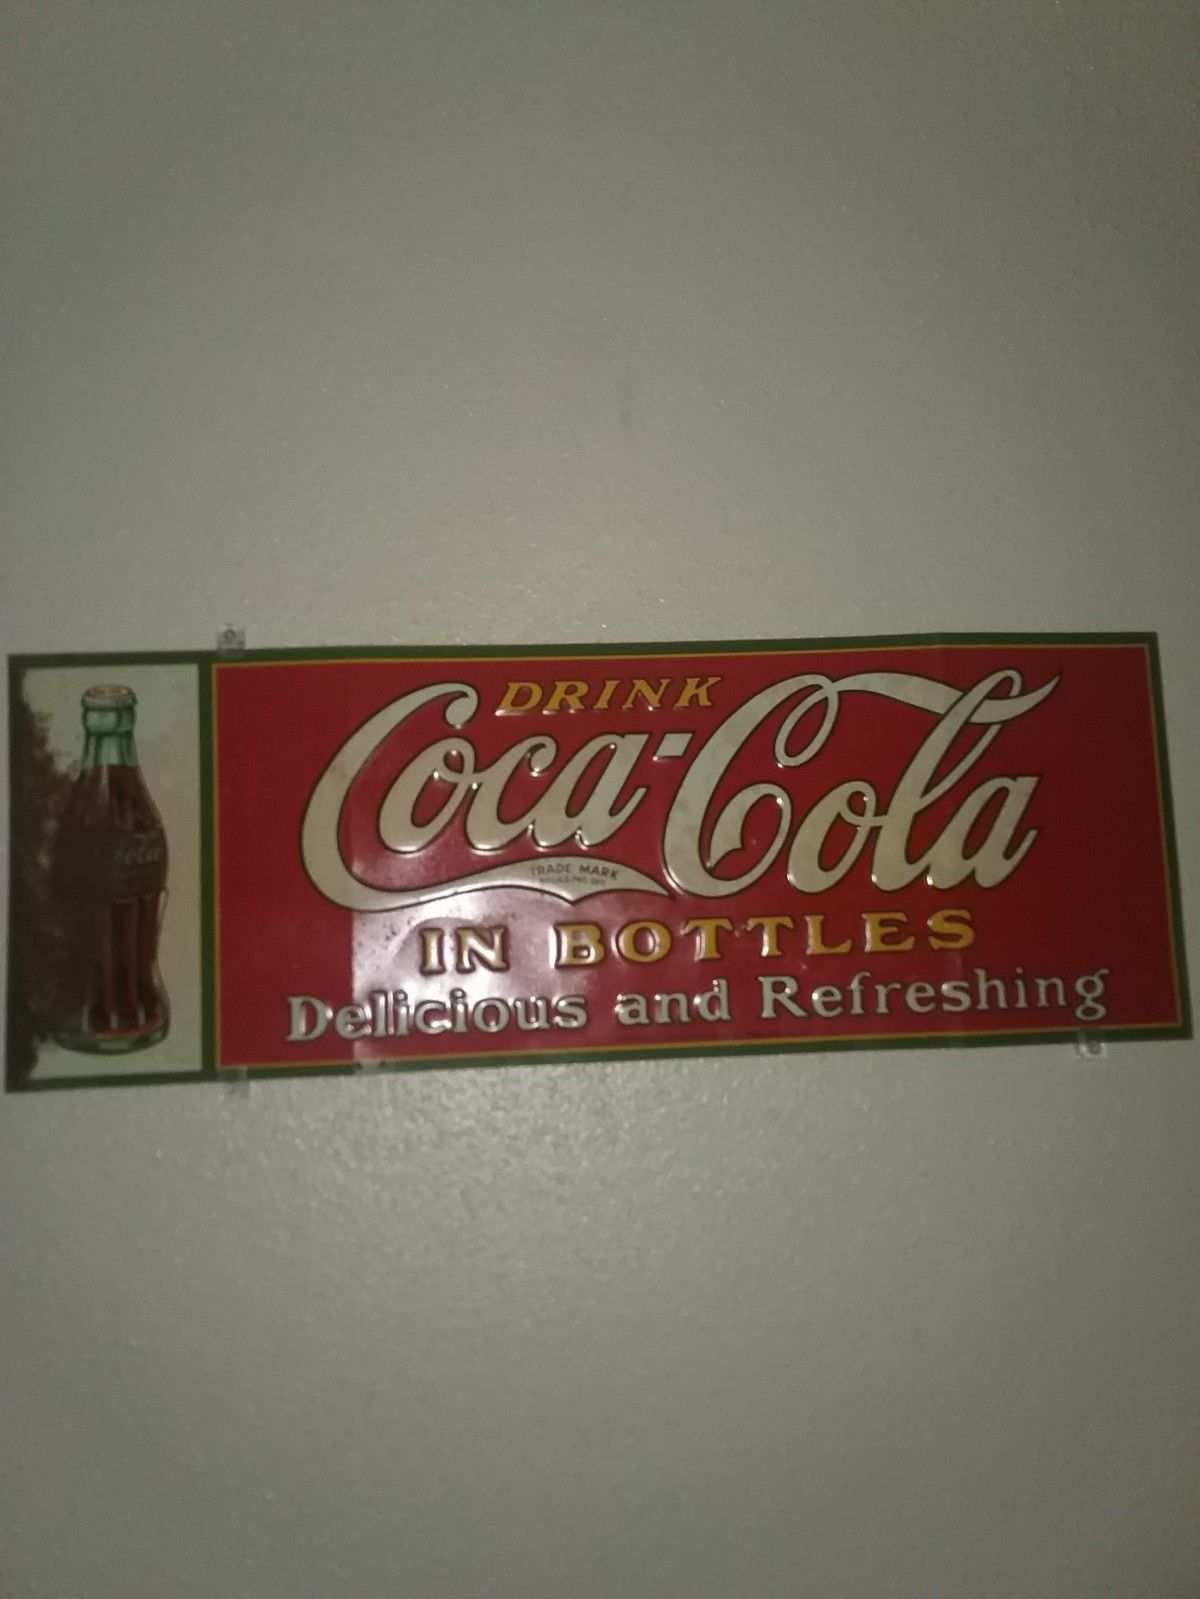 DRINK
Coca-Cola
TRADE MARK
IN BOTTLES
Delicious and Refreshing